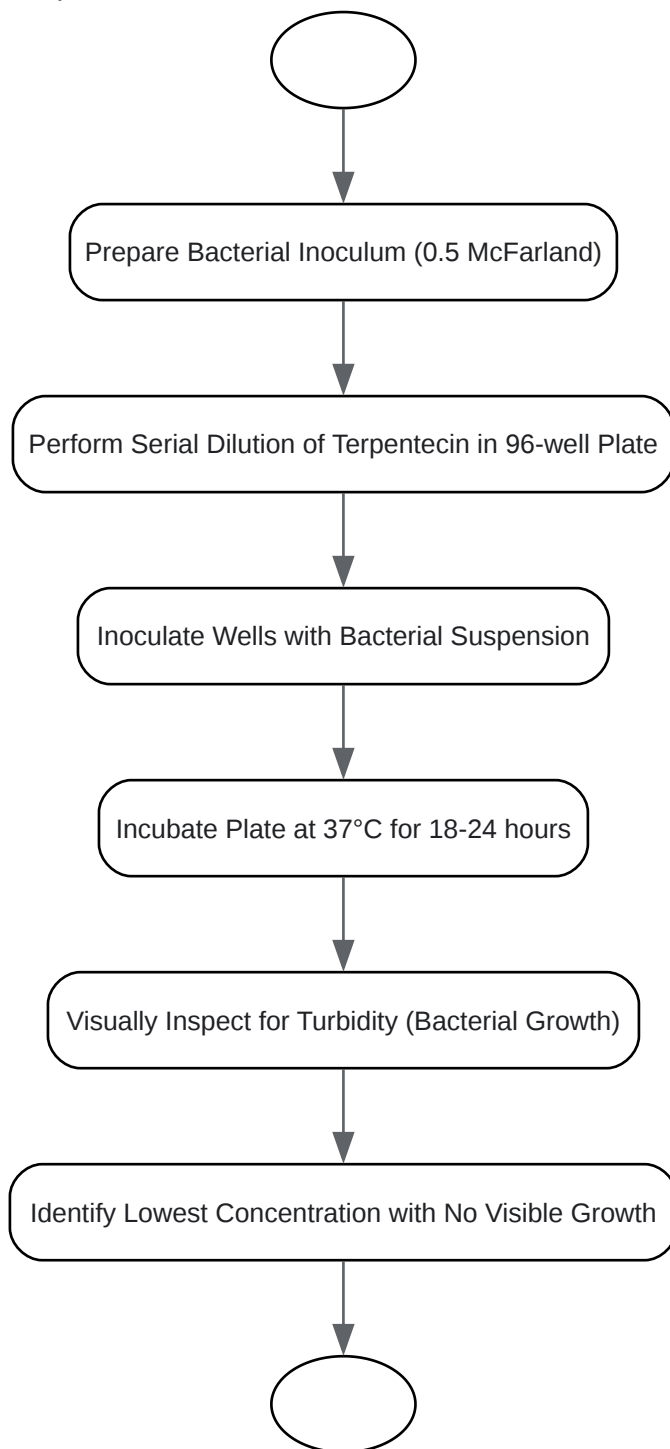 Prepare Bacterial Inoculum (0.5 McFarland)
Perform Serial Dilution of Terpentecin in 96-well Plate
Inoculate Wells with Bacterial Suspension
Incubate Plate at 37°C for 18-24 hours
Visually Inspect for Turbidity (Bacterial Growth)
Identify Lowest Concentration with No Visible Growth